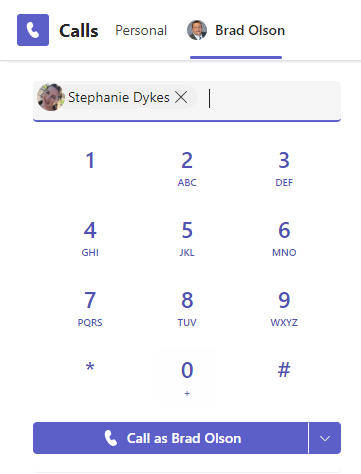 Calls Personal Brad Olson
Stephanie Dykes
1 2 3
ABC DEF
4 5 6
GHI JKL MNO
7 8 9
PQRS TUV WXYZ
* 0 #
+
Call as Brad Olson